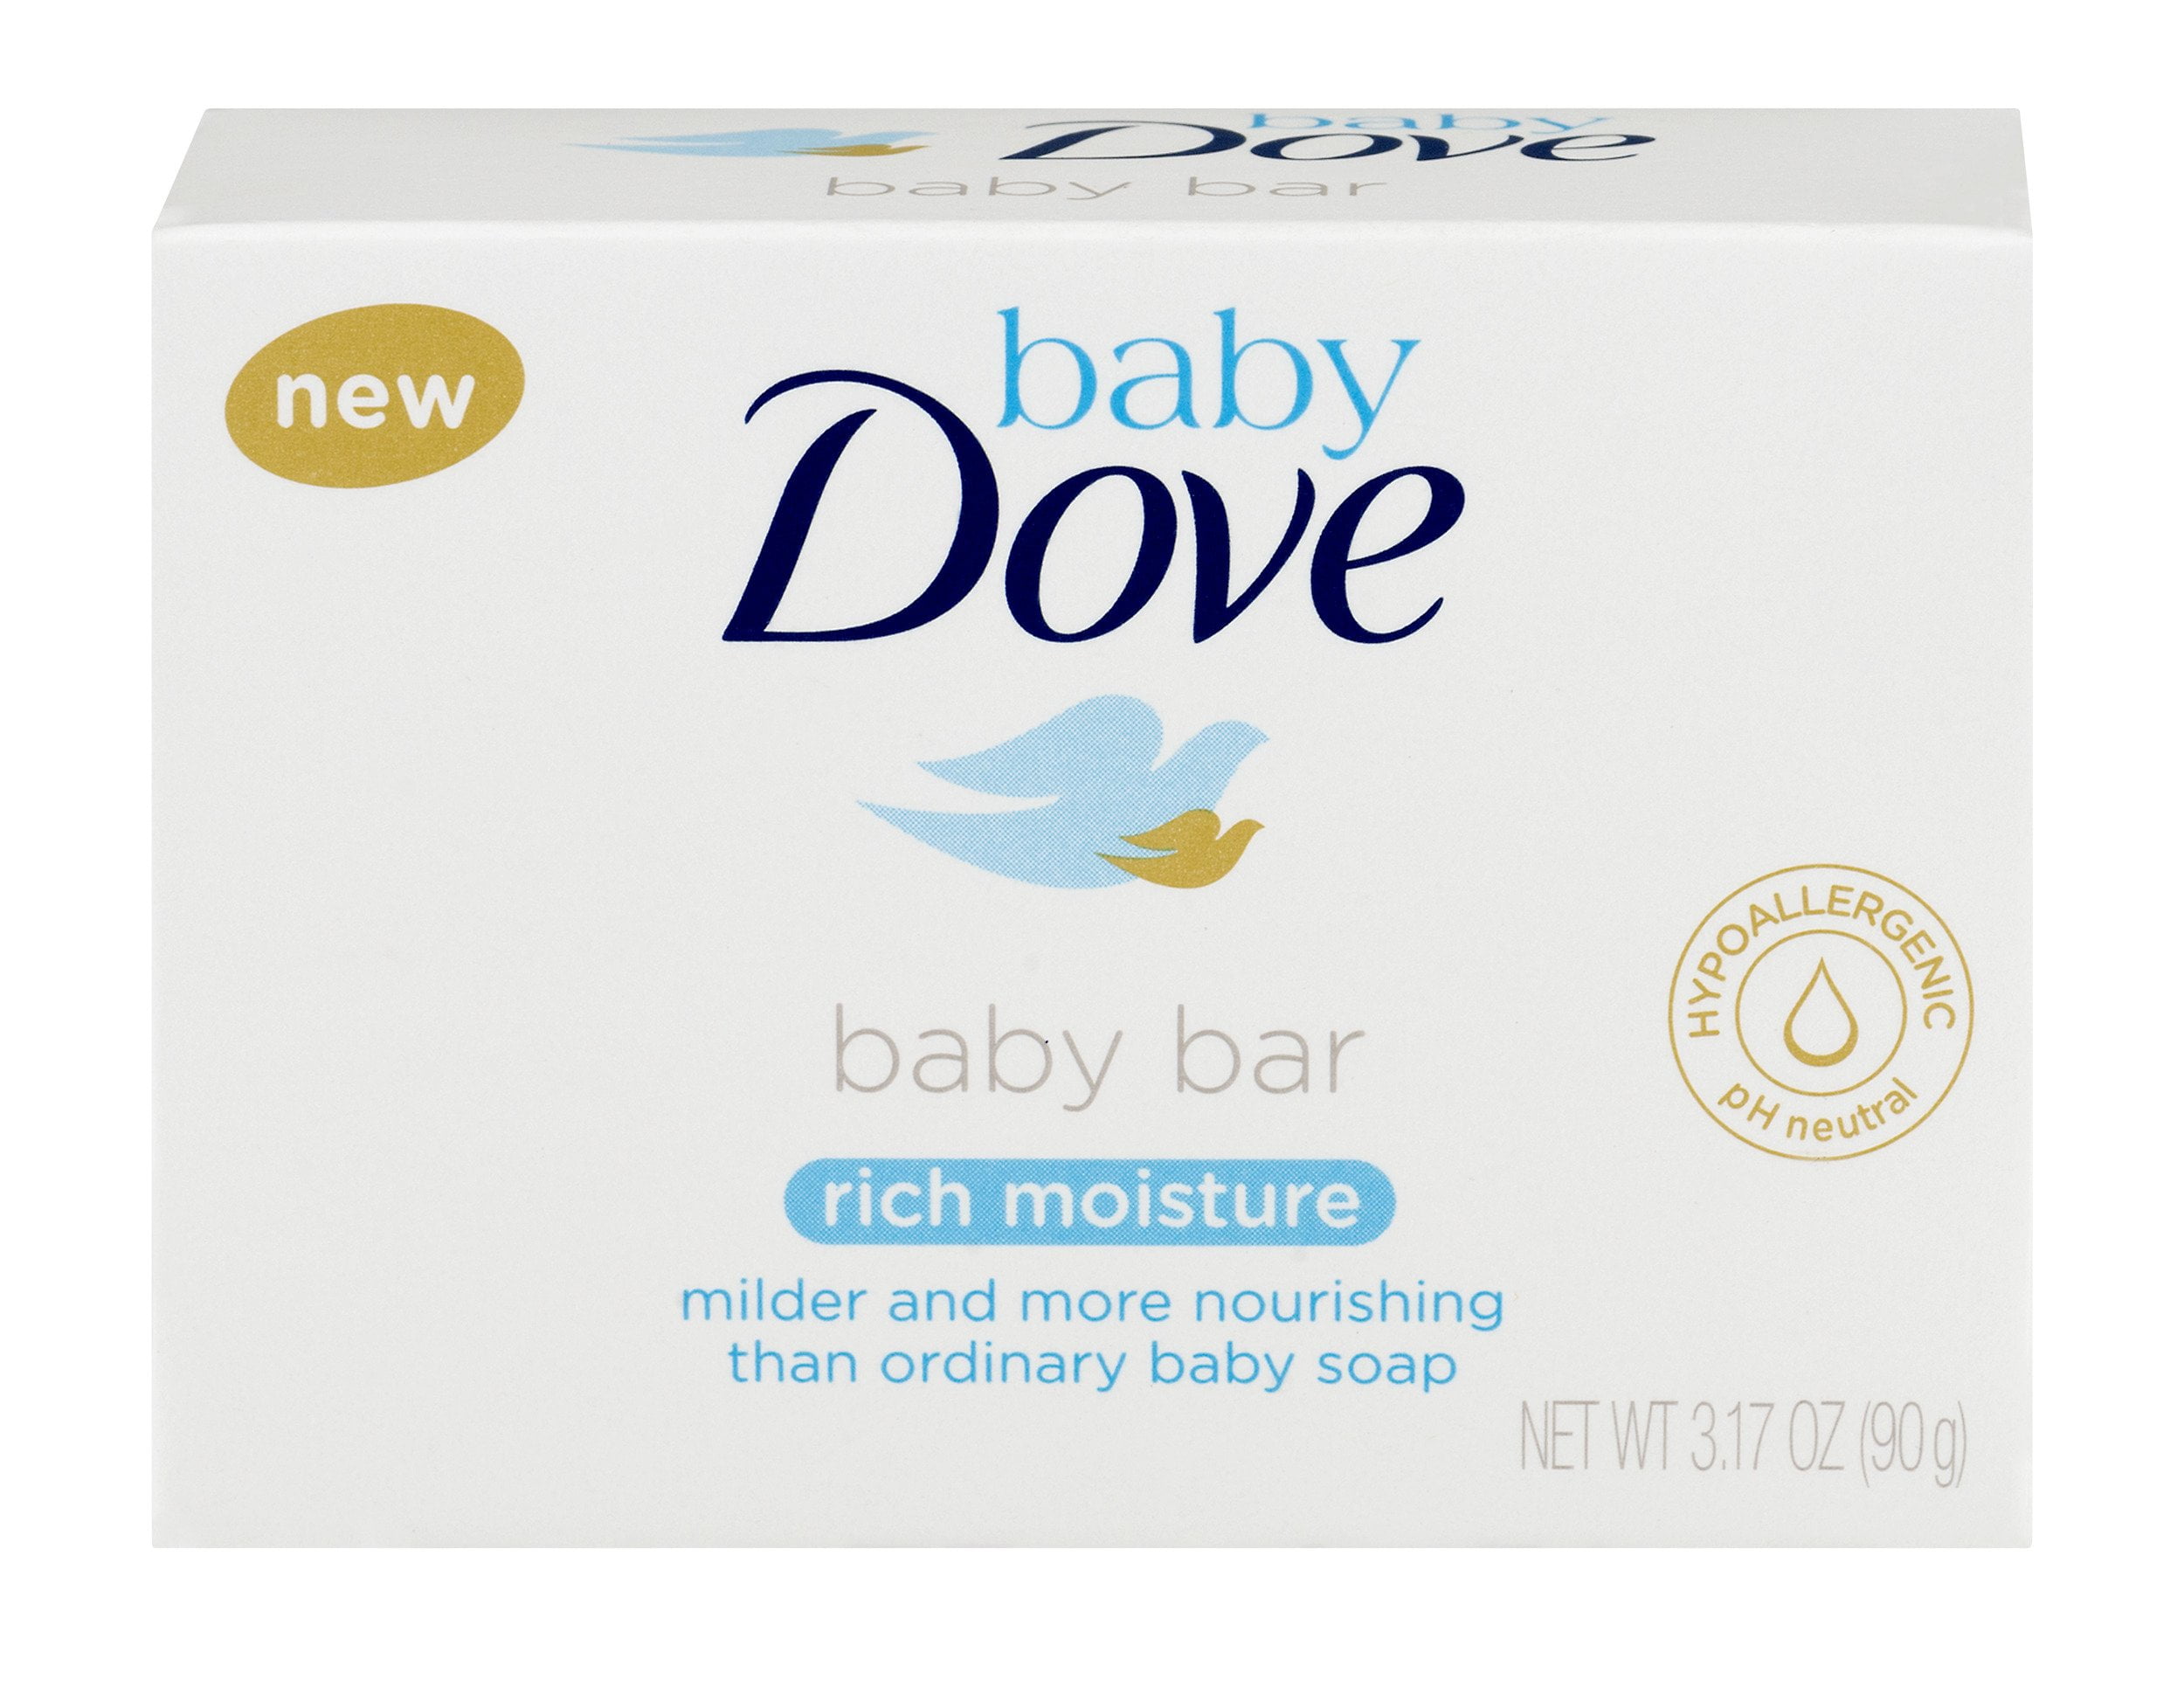 baby
Dove
baby bar
new
baby
Dove
baby bar
HYPOALLERGENIC
pH neutral
rich moisture
milder and more nourishing
than ordinary baby soap
NET WT 3.17 OZ (90 g)